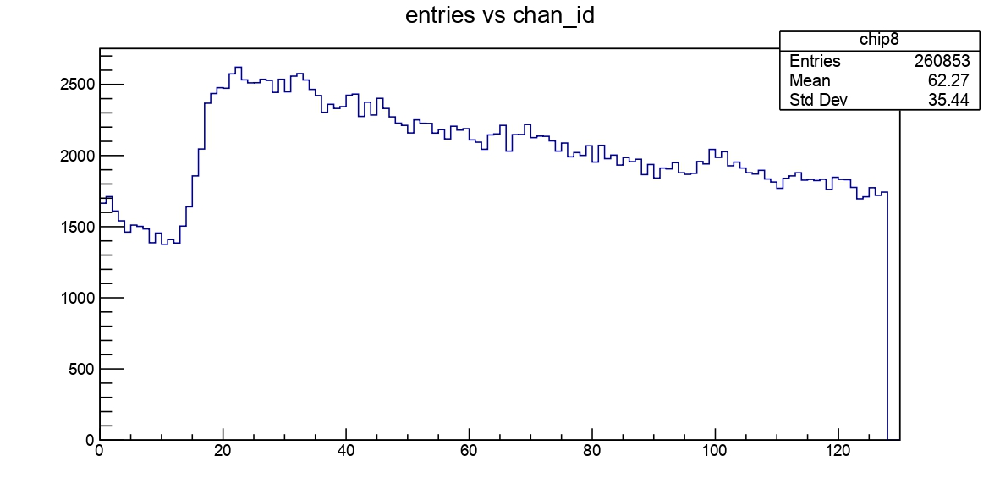 entries vs chan_id
chip8
Entries 260853
Mean 62.27
Std Dev 35.44
2500
2000
1500
1000
500
0
0 20 40 60 80 100 120